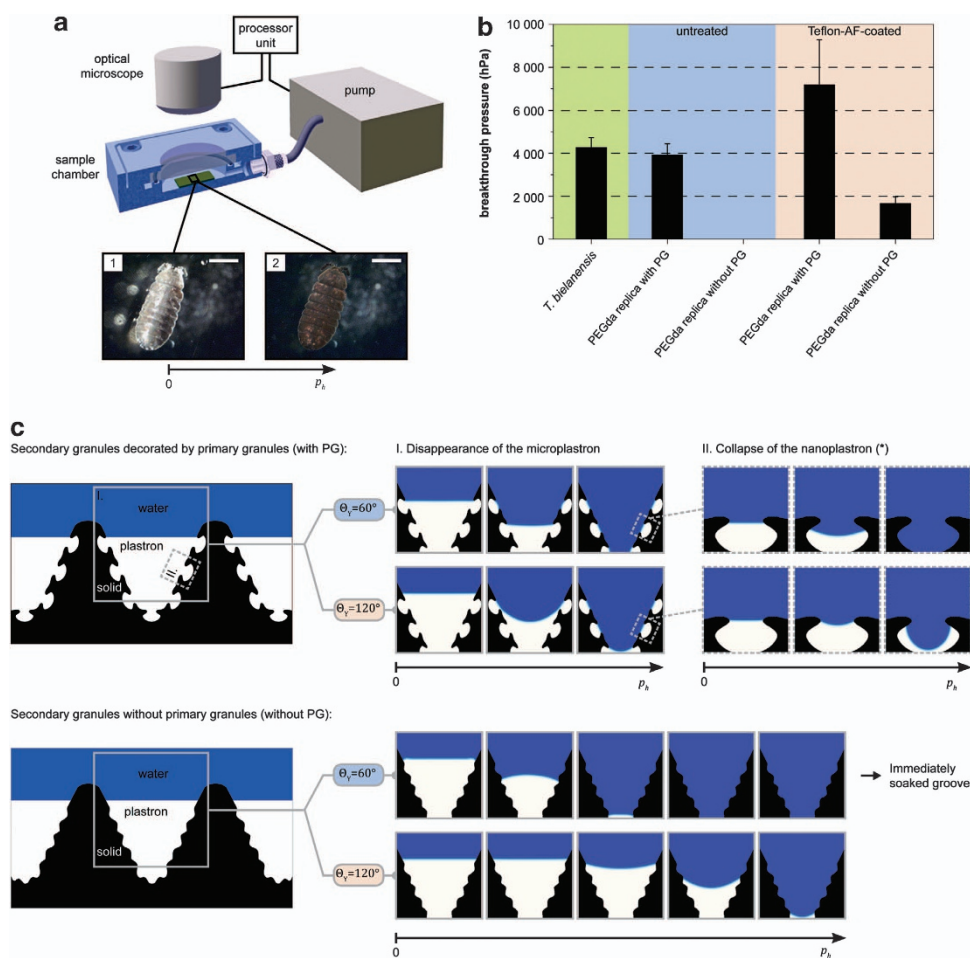 a
processor
unit
optical
microscope
pump
sample
chamber
1
2
0
pₕ
b
10 000
8 000
6 000
4 000
2 000
0
breakthrough pressure (hPa)
untreated
Teflon-AF-coated
T. bielanensis
PEGda replica with PG
PEGda replica without PG
PEGda replica with PG
PEGda replica without PG
c
Secondary granules decorated by primary granules (with PG):
I. Disappearance of the microplastron
II. Collapse of the nanoplastron (*)
I.
water
plastron
II.
solid
Θ_Y=60°
Θ_Y=120°
0
pₕ
0
pₕ
Secondary granules without primary granules (without PG):
water
plastron
solid
Θ_Y=60°
Θ_Y=120°
Immediately
soaked groove
0
pₕ